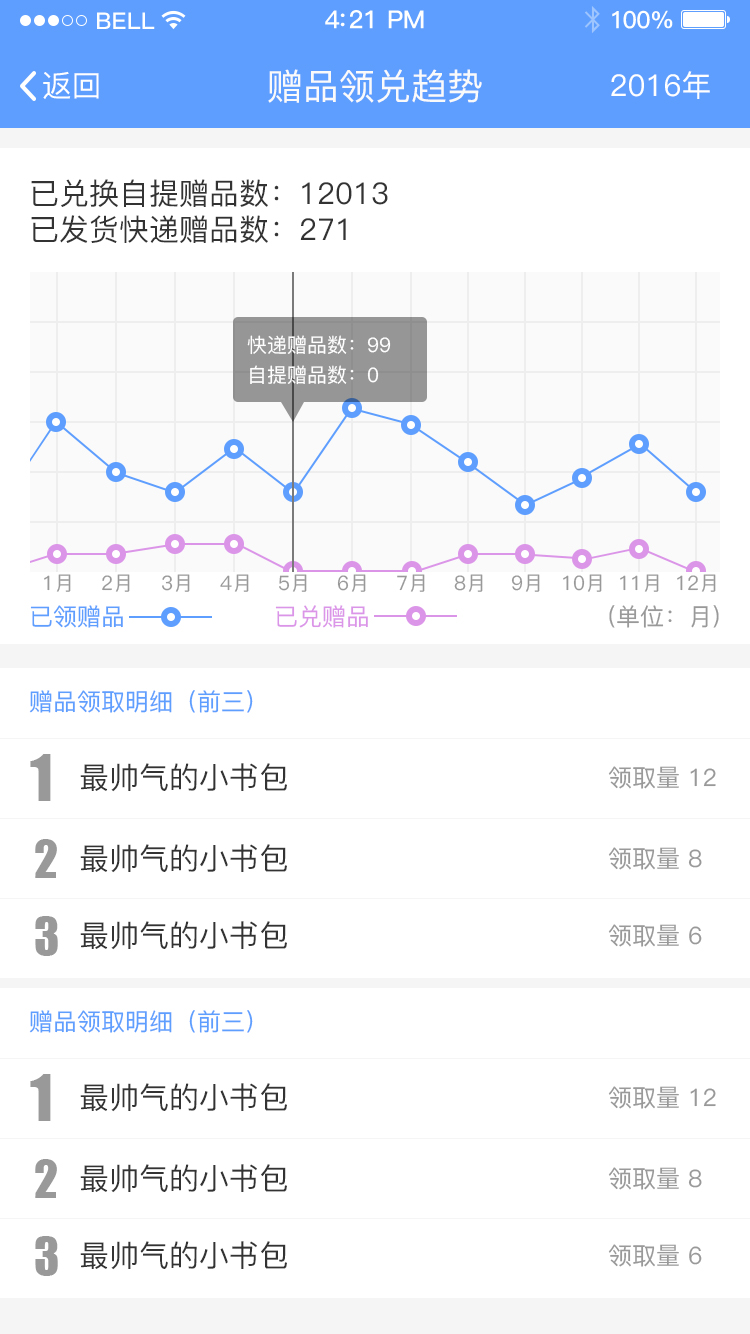 BELL 4:21 PM 100%
返回 赠品领兑趋势 2016年
已兑换自提赠品数：12013
已发货快递赠品数：271
快递赠品数：99
自提赠品数：0
1月 2月 3月 4月 5月 6月 7月 8月 9月 10月 11月 12月
已领赠品 已兑赠品 （单位：月）
赠品领取明细（前三）
1 最帅气的小书包 领取量 12
2 最帅气的小书包 领取量 8
3 最帅气的小书包 领取量 6
赠品领取明细（前三）
1 最帅气的小书包 领取量 12
2 最帅气的小书包 领取量 8
3 最帅气的小书包 领取量 6